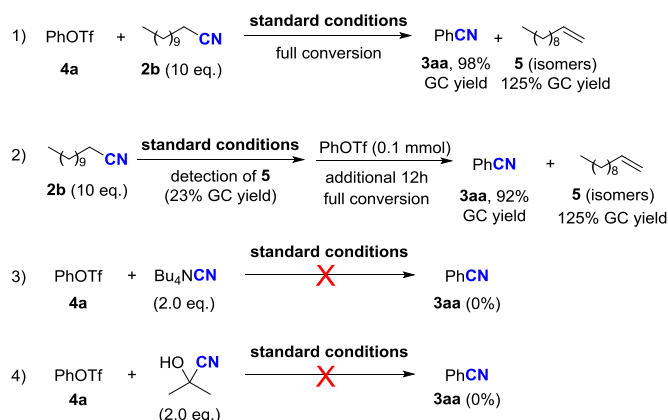 1) PhOTf + ( )9 CN standard conditions PhCN + ( )8
full conversion
4a 2b (10 eq.) 3aa, 98% 5 (isomers)
GC yield 125% GC yield
2) ( )9 CN standard conditions PhOTf (0.1 mmol) PhCN + ( )8
detection of 5 additional 12h
2b (10 eq.) (23% GC yield) full conversion 3aa, 92% 5 (isomers)
GC yield 125% GC yield
standard conditions
3) PhOTf + Bu4NCN X PhCN
4a (2.0 eq.) 3aa (0%)
standard conditions
4) PhOTf + HO CN X PhCN
4a (2.0 eq.) 3aa (0%)